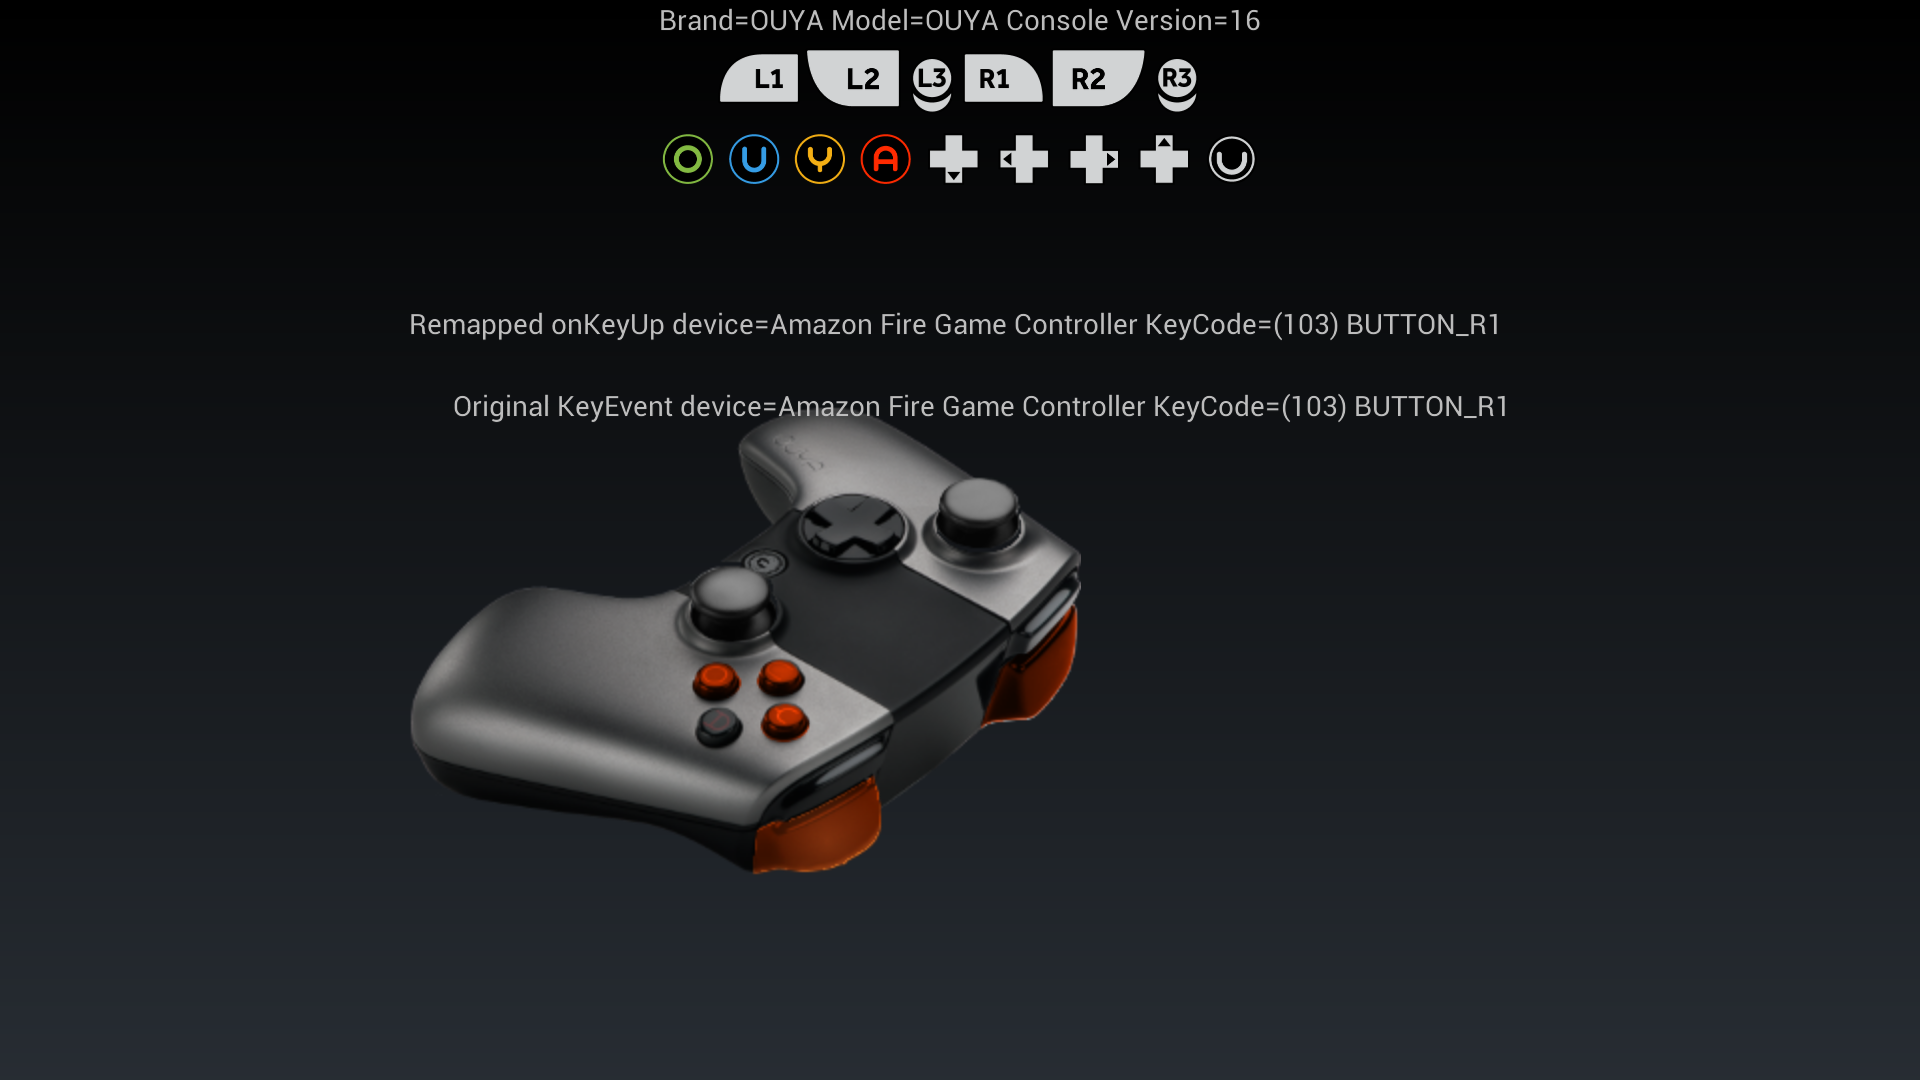 Brand=OUYA Model=OUYA Console Version=16
L1 L2 L3 R1 R2 R3
O U Y A
Remapped onKeyUp device=Amazon Fire Game Controller KeyCode=(103) BUTTON_R1
Original KeyEvent device=Amazon Fire Game Controller KeyCode=(103) BUTTON_R1
OUYA